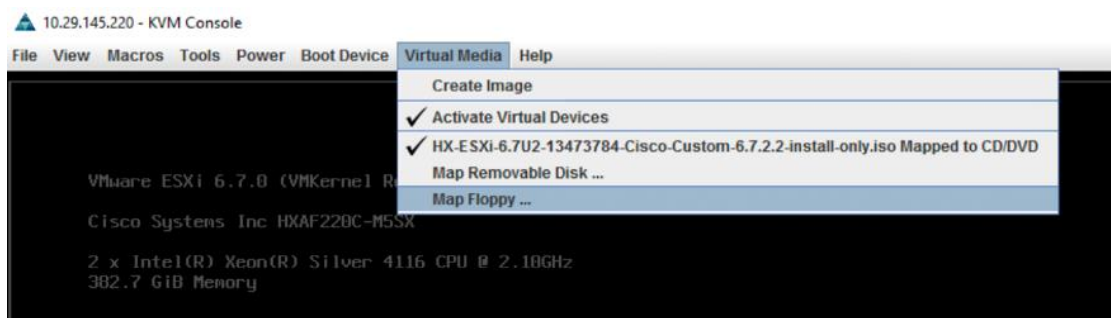 10.29.145.220 - KVM Console
File View Macros Tools Power Boot Device Virtual Media Help
Create Image
Activate Virtual Devices
HX-ESXi-6.7U2-13473784-Cisco-Custom-6.7.2.2-install-only.iso Mapped to CD/DVD
Map Removable Disk ...
Map Floppy ...
VMware ESXi 6.7.0 (VMKernel
Cisco Systems Inc HXAF220C-M5SX
2 x Intel(R) Xeon(R) Silver 4116 CPU @ 2.10GHz
382.7 GiB Memory